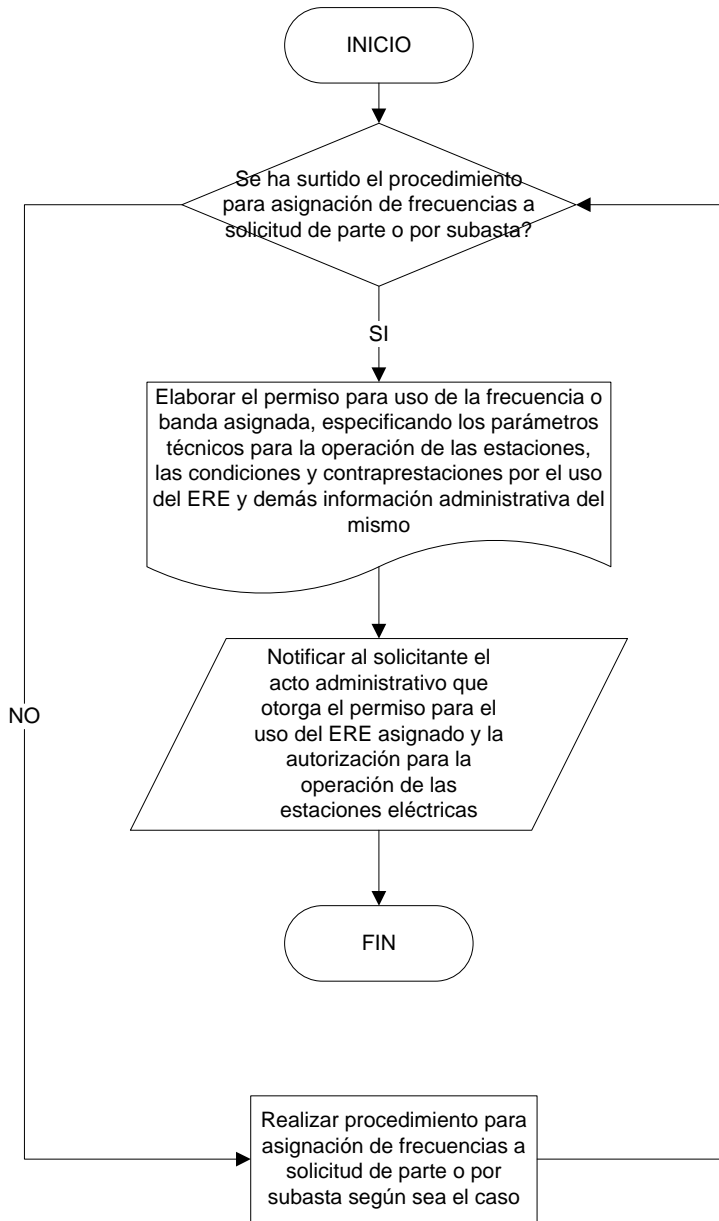 INICIO
Se ha surtido el procedimiento
para asignación de frecuencias a
solicitud de parte o por subasta?
SI
Elaborar el permiso para uso de la frecuencia o
banda asignada, especificando los parámetros
técnicos para la operación de las estaciones,
las condiciones y contraprestaciones por el uso
del ERE y demás información administrativa del
mismo
Notificar al solicitante el
acto administrativo que
otorga el permiso para el
uso del ERE asignado y la
autorización para la
operación de las
estaciones eléctricas
NO
FIN
Realizar procedimiento para
asignación de frecuencias a
solicitud de parte o por
subasta según sea el caso